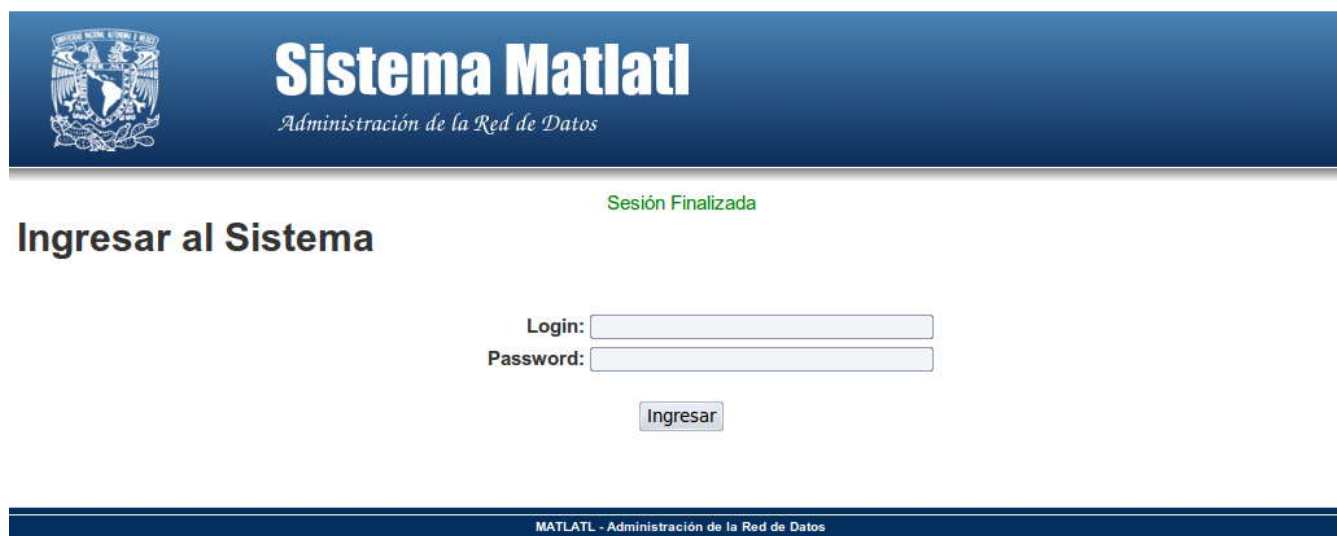 Sistema Matlatl
Administración de la Red de Datos
Sesión Finalizada
Ingresar al Sistema
Login:
Password:
Ingresar
MATLATL - Administración de la Red de Datos